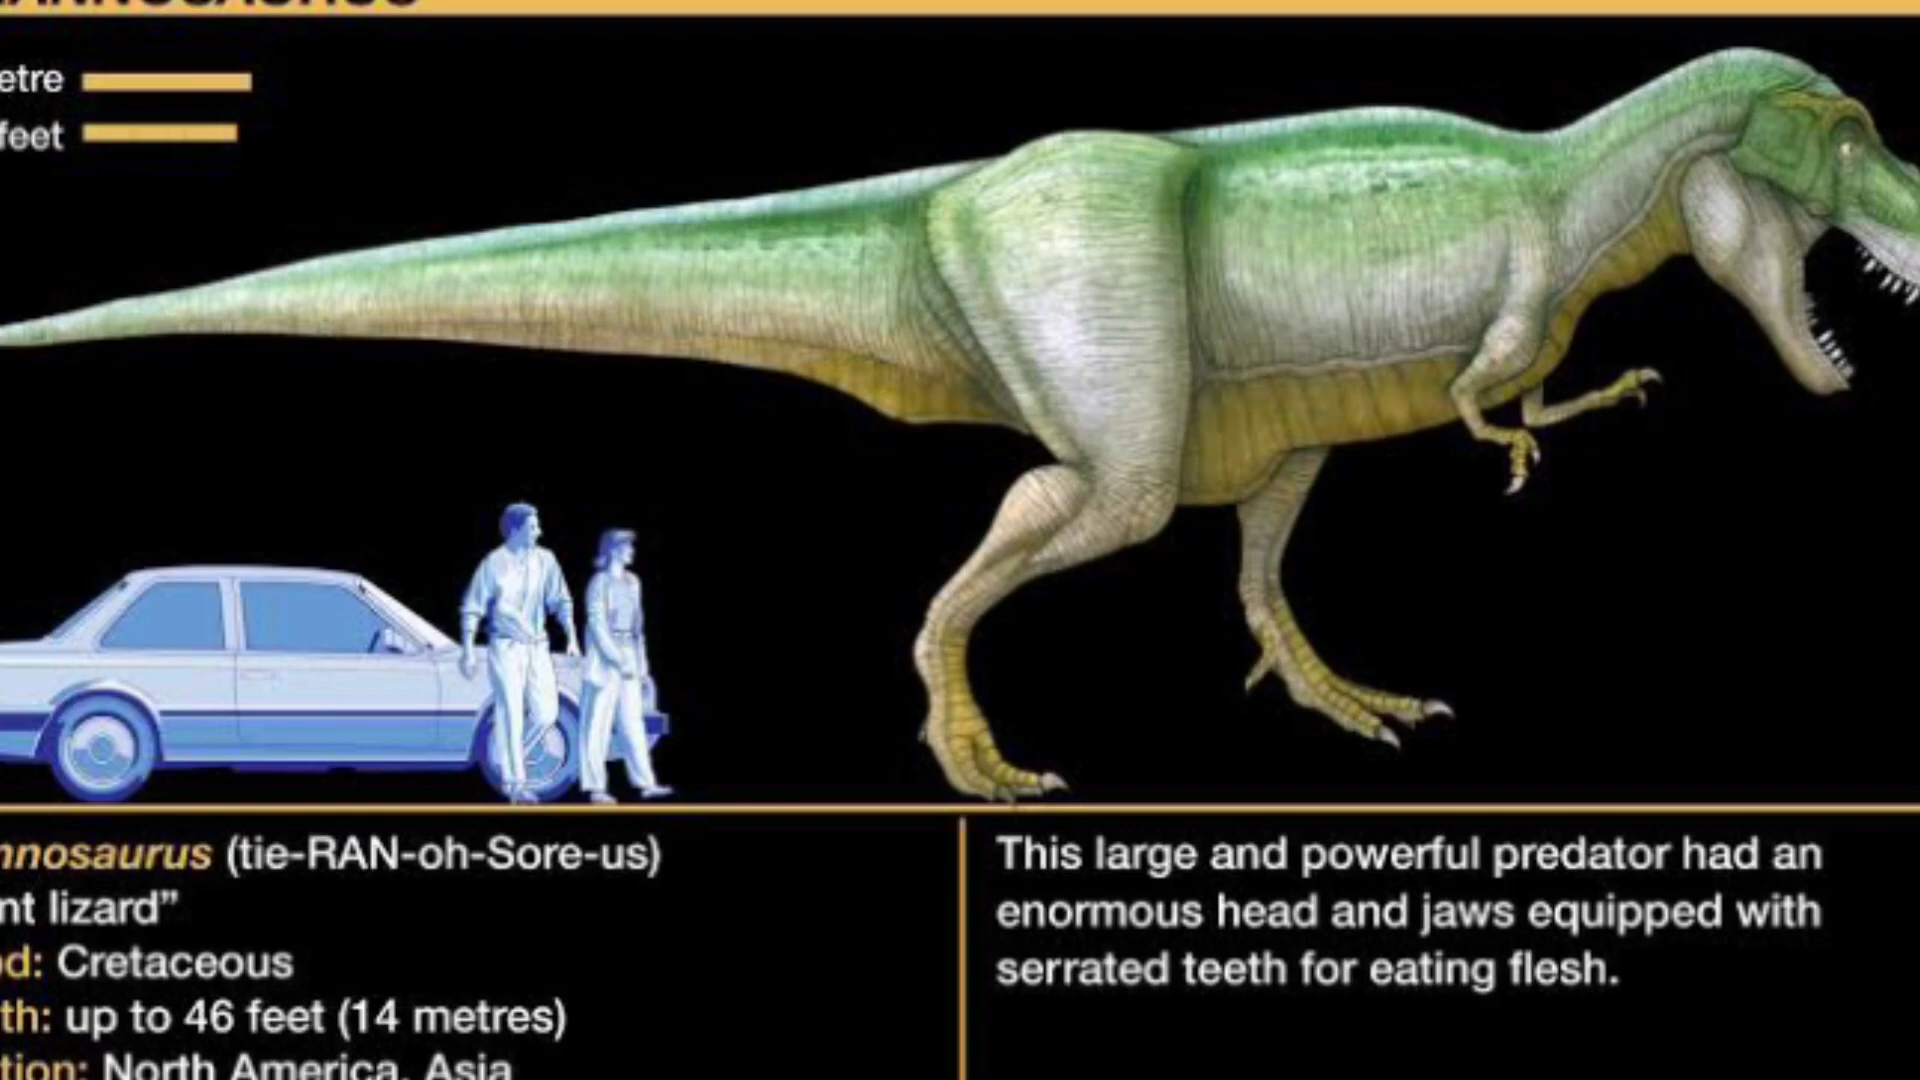 etre
feet
nnosaurus (tie-RAN-oh-Sore-us)
nt lizard”
od: Cretaceous
th: up to 46 feet (14 metres)
tion: North America, Asia
This large and powerful predator had an
enormous head and jaws equipped with
serrated teeth for eating flesh.